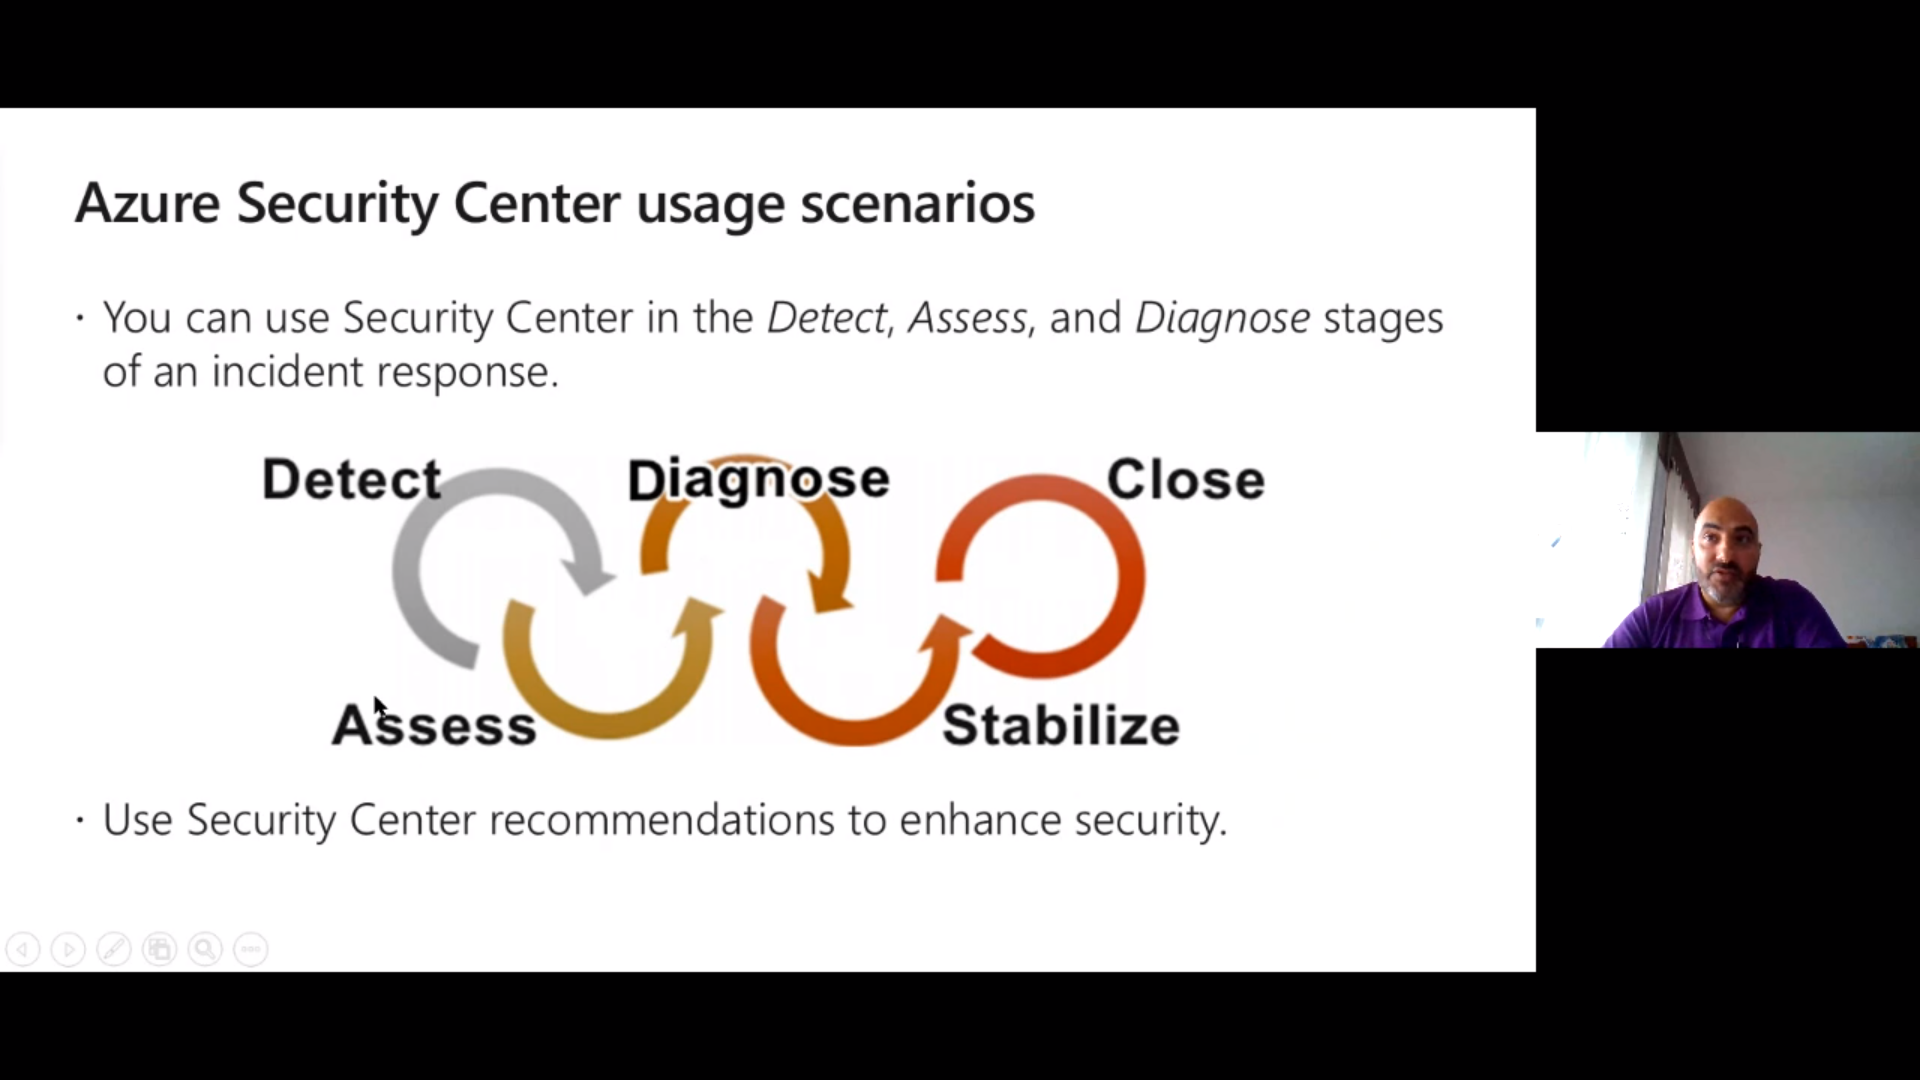 Azure Security Center usage scenarios
· You can use Security Center in the Detect, Assess, and Diagnose stages
of an incident response.
Detect
Diagnose
Close
Assess
Stabilize
· Use Security Center recommendations to enhance security.